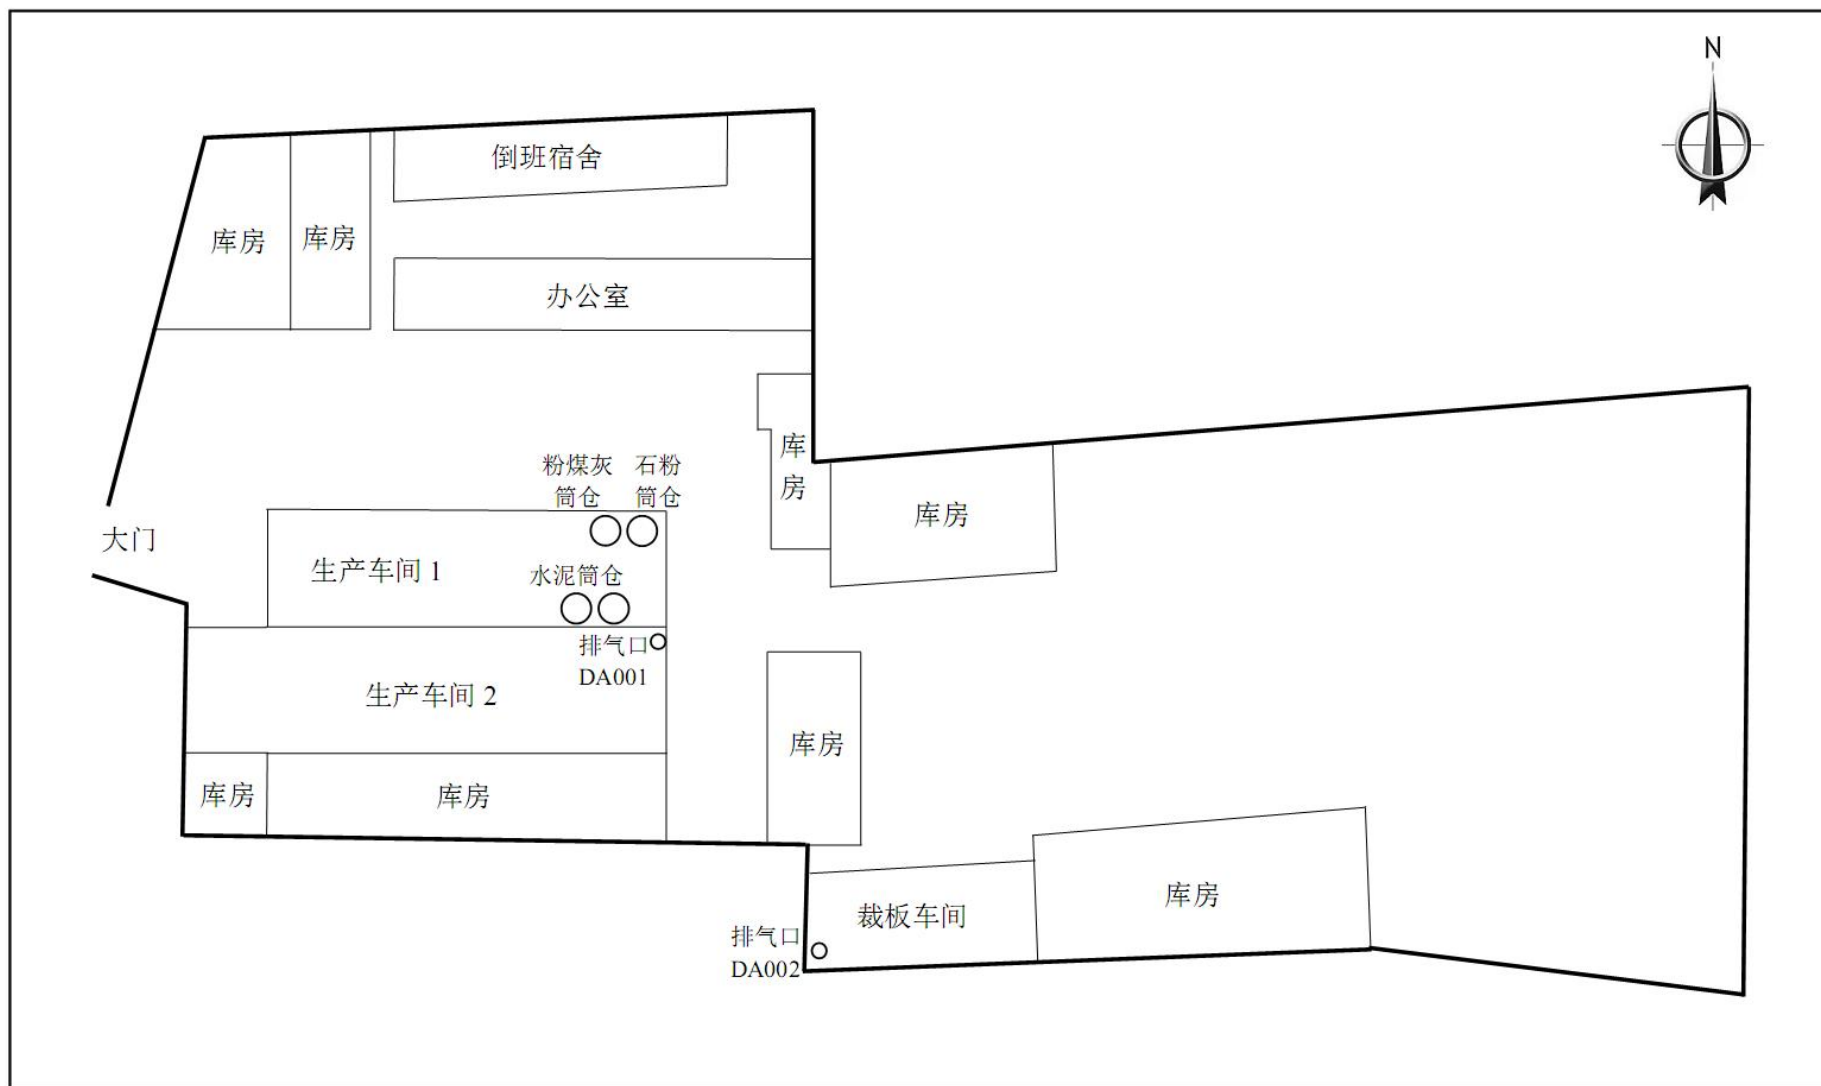 N
倒班宿舍
库房
库房
办公室
库
房
粉煤灰
筒仓
石粉
筒仓
库房
大门
生产车间 1
水泥筒仓
排气口
DA001
生产车间 2
库房
库房
库房
库房
裁板车间
排气口
DA002